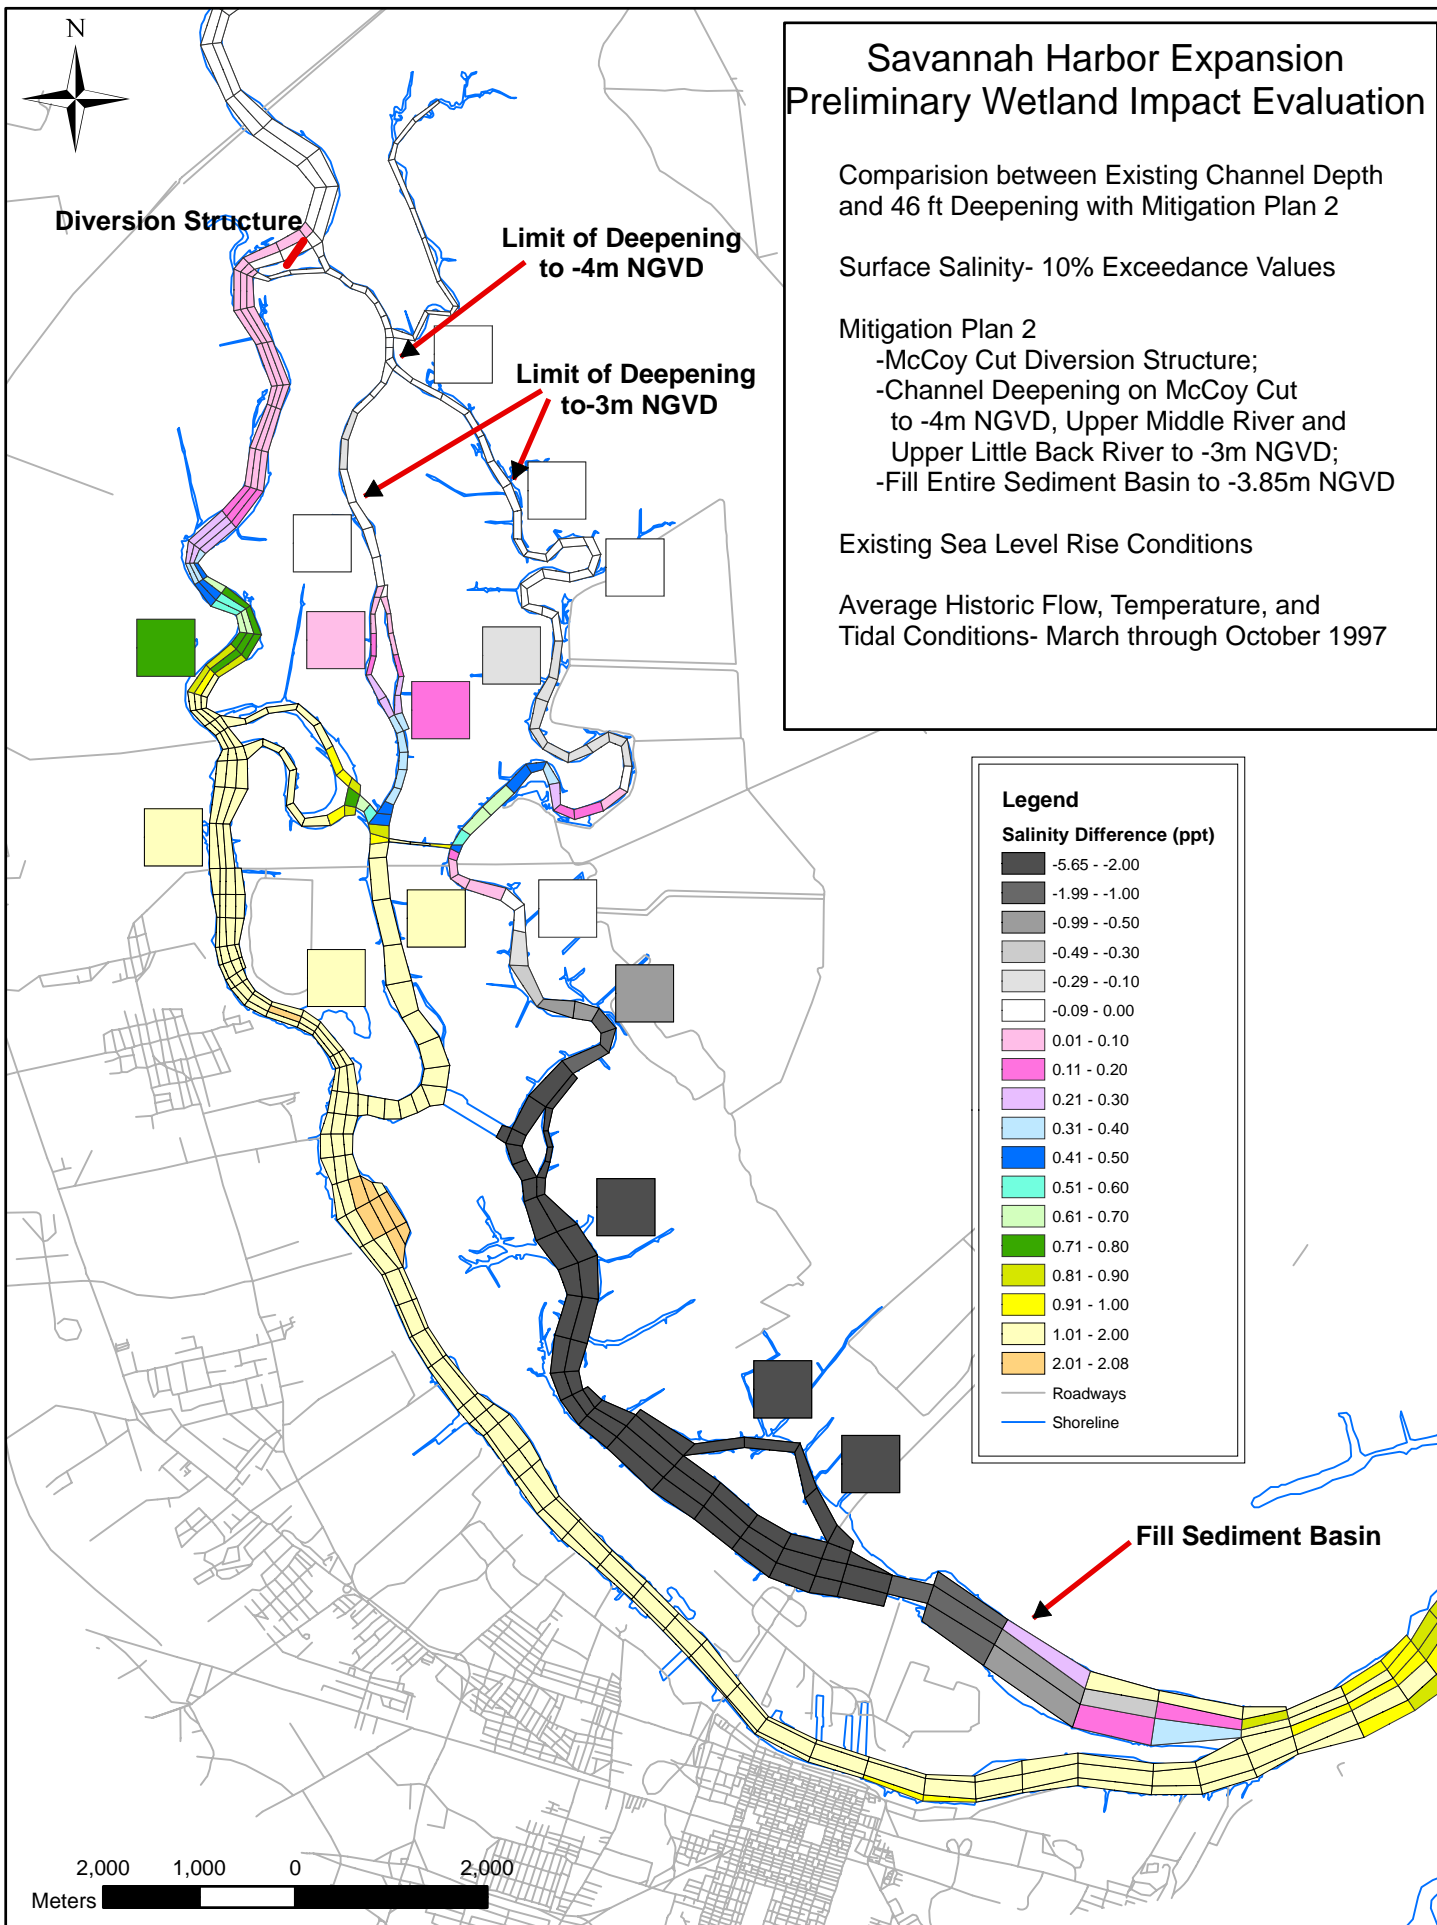 N
Savannah Harbor Expansion
Preliminary Wetland Impact Evaluation
Comparision between Existing Channel Depth
and 46 ft Deepening with Mitigation Plan 2
Surface Salinity- 10% Exceedance Values
Mitigation Plan 2
-McCoy Cut Diversion Structure;
-Channel Deepening on McCoy Cut
to -4m NGVD, Upper Middle River and
Upper Little Back River to -3m NGVD;
-Fill Entire Sediment Basin to -3.85m NGVD
Existing Sea Level Rise Conditions
Average Historic Flow, Temperature, and
Tidal Conditions- March through October 1997
Diversion Structure
Limit of Deepening
to -4m NGVD
Limit of Deepening
to-3m NGVD
Legend
Salinity Difference (ppt)
-5.65 - -2.00
-1.99 - -1.00
-0.99 - -0.50
-0.49 - -0.30
-0.29 - -0.10
-0.09 - 0.00
0.01 - 0.10
0.11 - 0.20
0.21 - 0.30
0.31 - 0.40
0.41 - 0.50
0.51 - 0.60
0.61 - 0.70
0.71 - 0.80
0.81 - 0.90
0.91 - 1.00
1.01 - 2.00
2.01 - 2.08
Roadways
Shoreline
Fill Sediment Basin
2,000 1,000 0 2,000
Meters